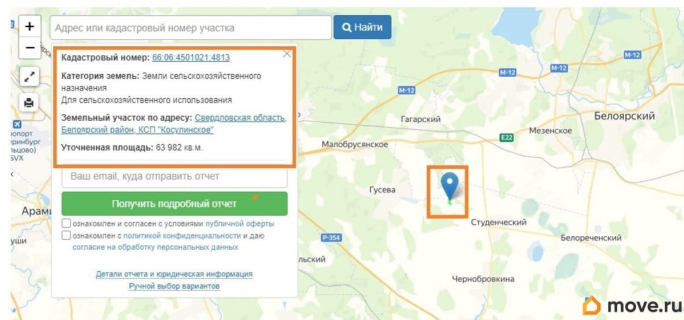 Адрес или кадастровый номер участка
Найти
Кадастровый номер: 66:06:4501021:4813
Категория земель: Земли сельскохозяйственного
назначения
Для сельскохозяйственного использования
Земельный участок по адресу: Свердловская область,
Белоярский район, КСП "Косулинское"
Уточненная площадь: 63 982 кв.м.
Ваш email, куда отправить отчет
Получить подробный отчет
ознакомлен и согласен с условиями публичной оферты
ознакомлен с политикой конфиденциальности и даю
согласие на обработку персональных данных
Детали отчета и юридическая информация
Ручной выбор вариантов
М-12
М-12
М-12
Гагарский
Белоярский
Мезенское
Е22
Малобрусянское
Гусева
Студенческий
Р-354
Белореченский
Чернобровкина
move.ru